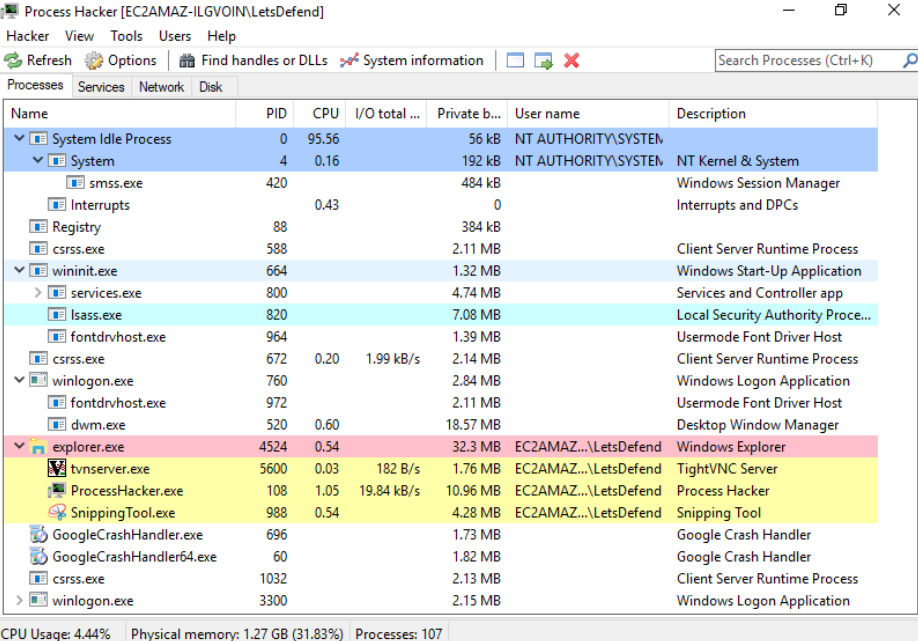 Process Hacker [EC2AMAZ-ILGVOIN\LetsDefend]
Hacker View Tools Users Help
Refresh Options Find handles or DLLs System information Search Processes (Ctrl+K)
Processes Services Network Disk
Name PID CPU I/O total ... Private b... User name Description
System Idle Process 0 95.56 56 kB NT AUTHORITY\SYSTEM
System 4 0.16 192 kB NT AUTHORITY\SYSTEM NT Kernel & System
smss.exe 420 484 kB Windows Session Manager
Interrupts 0.43 0 Interrupts and DPCs
Registry 88 384 kB
csrss.exe 588 2.11 MB Client Server Runtime Process
wininit.exe 664 1.32 MB Windows Start-Up Application
services.exe 800 4.74 MB Services and Controller app
lsass.exe 820 7.08 MB Local Security Authority Proce...
fontdrvhost.exe 964 1.39 MB Usermode Font Driver Host
csrss.exe 672 0.20 1.99 kB/s 2.14 MB Client Server Runtime Process
winlogon.exe 760 2.84 MB Windows Logon Application
fontdrvhost.exe 972 2.11 MB Usermode Font Driver Host
dwm.exe 520 0.60 18.57 MB Desktop Window Manager
explorer.exe 4524 0.54 32.3 MB EC2AMAZ...\LetsDefend Windows Explorer
tvnserver.exe 5600 0.03 182 B/s 1.76 MB EC2AMAZ...\LetsDefend TightVNC Server
ProcessHacker.exe 108 1.05 19.84 kB/s 10.96 MB EC2AMAZ...\LetsDefend Process Hacker
SnippingTool.exe 988 0.54 4.28 MB EC2AMAZ...\LetsDefend Snipping Tool
GoogleCrashHandler.exe 696 1.73 MB Google Crash Handler
GoogleCrashHandler64.exe 60 1.82 MB Google Crash Handler
csrss.exe 1032 2.13 MB Client Server Runtime Process
winlogon.exe 3300 2.15 MB Windows Logon Application
CPU Usage: 4.44% Physical memory: 1.27 GB (31.83%) Processes: 107